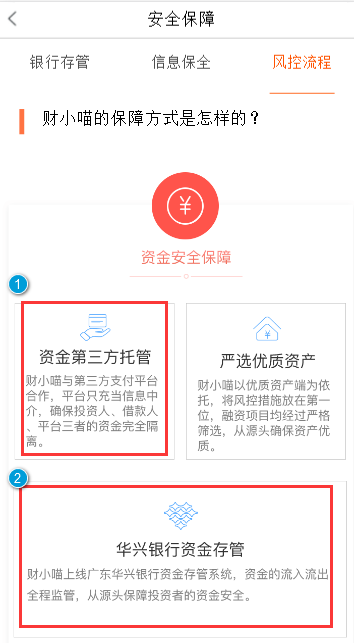 安全保障
银行存管 信息保全 风控流程
财小喵的保障方式是怎样的？
¥
资金安全保障
1
资金第三方托管
财小喵与第三方支付平台
合作，平台只充当信息中
介，确保投资人、借款人
、平台三者的资金完全隔
离。
¥
严选优质资产
财小喵以优质资产端为依
托，将风控措施放在第一
位，融资项目均经过严格
筛选，从源头确保资产优
质。
2
华兴银行资金存管
财小喵上线广东华兴银行资金存管系统，资金的流入流出
全程监管，从源头保障投资者的资金安全。